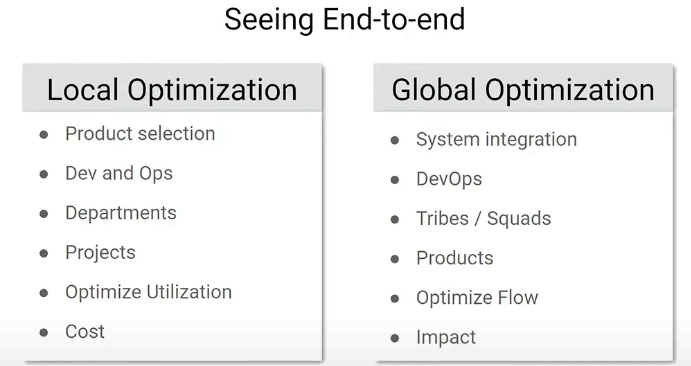 Seeing End-to-end
Local Optimization
● Product selection
● Dev and Ops
● Departments
● Projects
● Optimize Utilization
● Cost
Global Optimization
● System integration
● DevOps
● Tribes / Squads
● Products
● Optimize Flow
● Impact